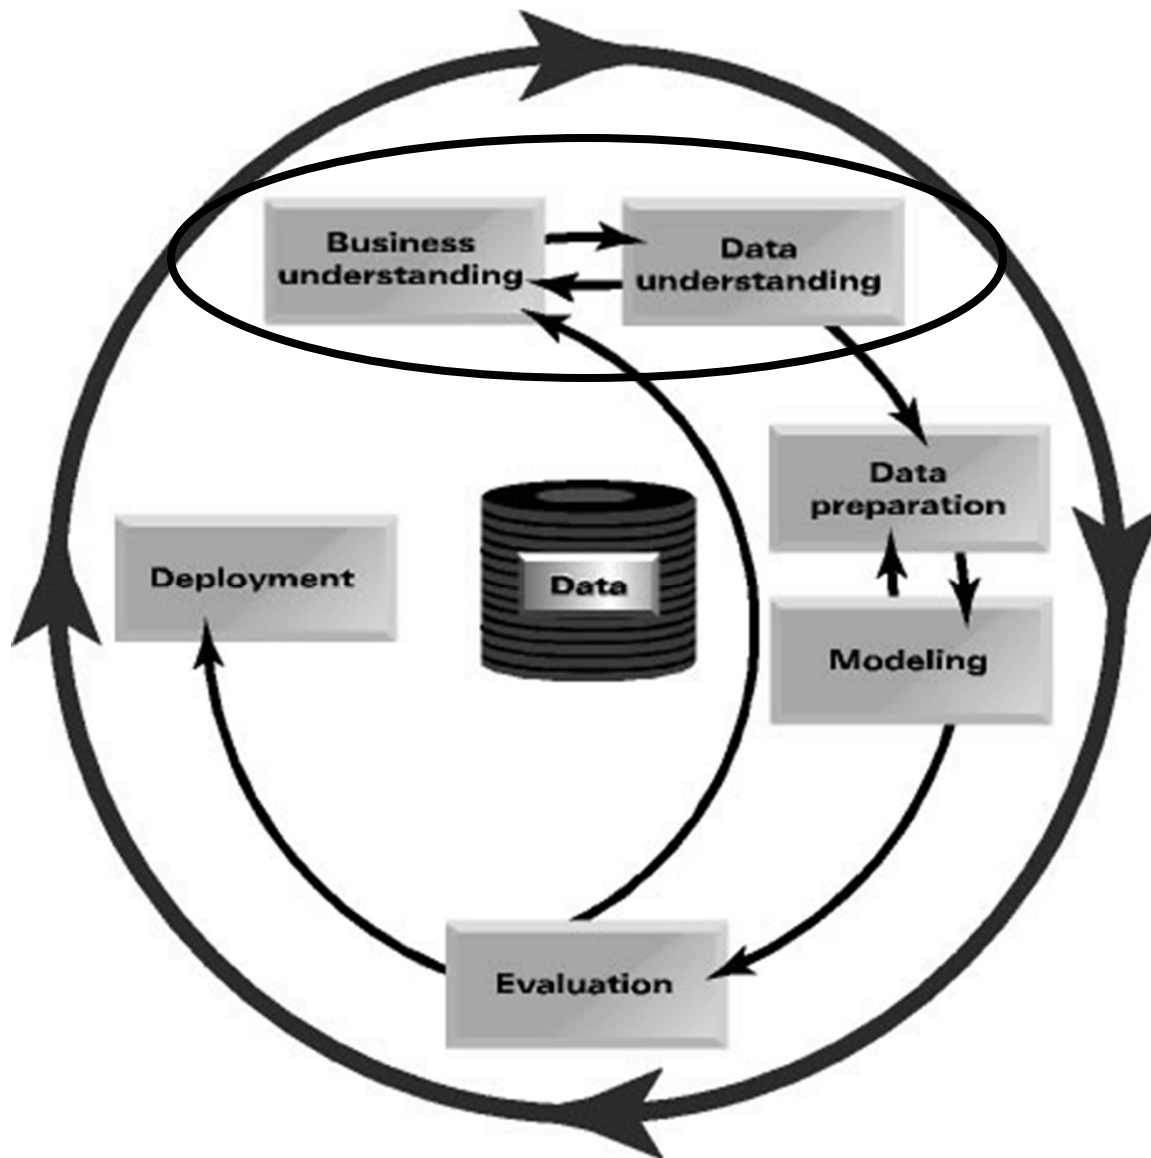 Business
understanding
Data
understanding
Data
preparation
Deployment
Data
Modeling
Evaluation